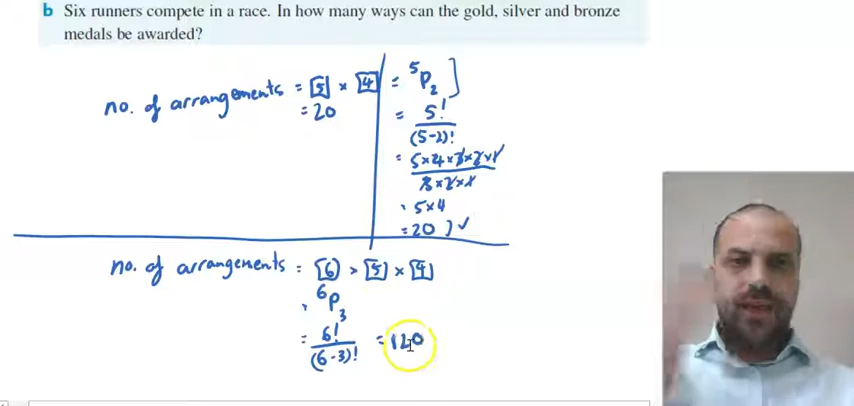 b Six runners compete in a race. In how many ways can the gold, silver and bronze
medals be awarded?
no. of arrangements = [5] × [4]
= 20
= ⁵P₂ ]
= 5!/(5-2)!
= 5×4×3×2×1/3×2×1
= 5×4
= 20 ] ✓
no. of arrangements = [6] × [5] × [4]
= ⁶P₃
= 6!/(6-3)! = 120